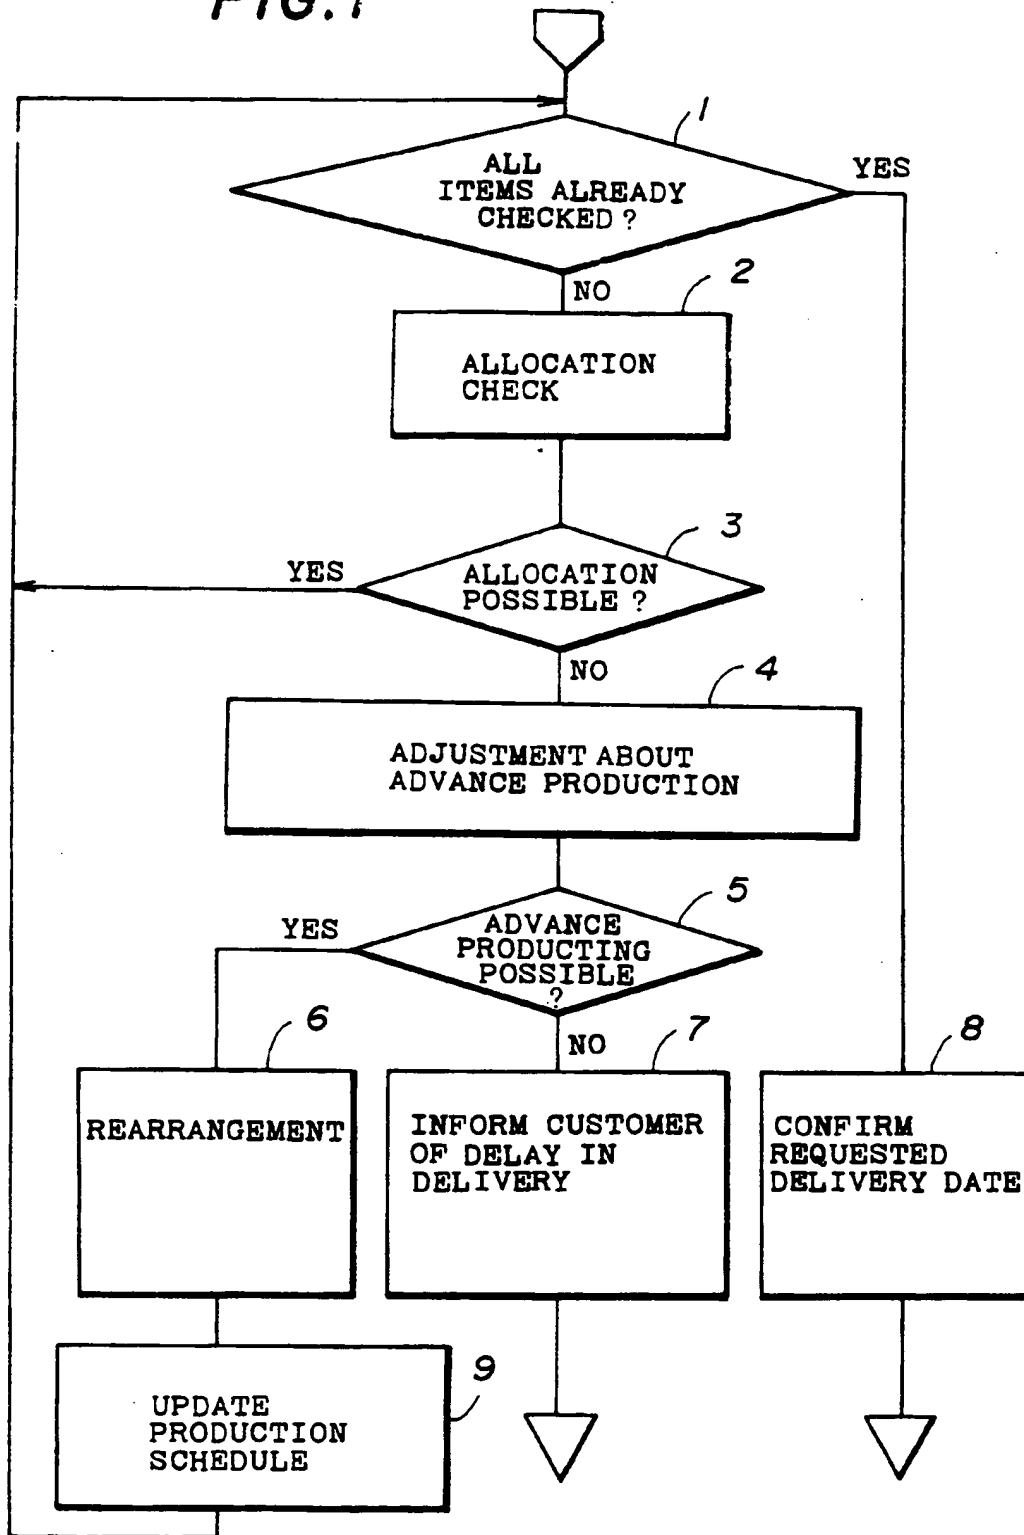 FIG. 1
1
ALL
ITEMS ALREADY
CHECKED?
YES
NO
2
ALLOCATION
CHECK
3
ALLOCATION
POSSIBLE?
YES
NO
4
ADJUSTMENT ABOUT
ADVANCE PRODUCTION
5
ADVANCE
PRODUCTING
POSSIBLE
?
YES
NO
6
REARRANGEMENT
7
INFORM CUSTOMER
OF DELAY IN
DELIVERY
8
CONFIRM
REQUESTED
DELIVERY DATE
9
UPDATE
PRODUCTION
SCHEDULE